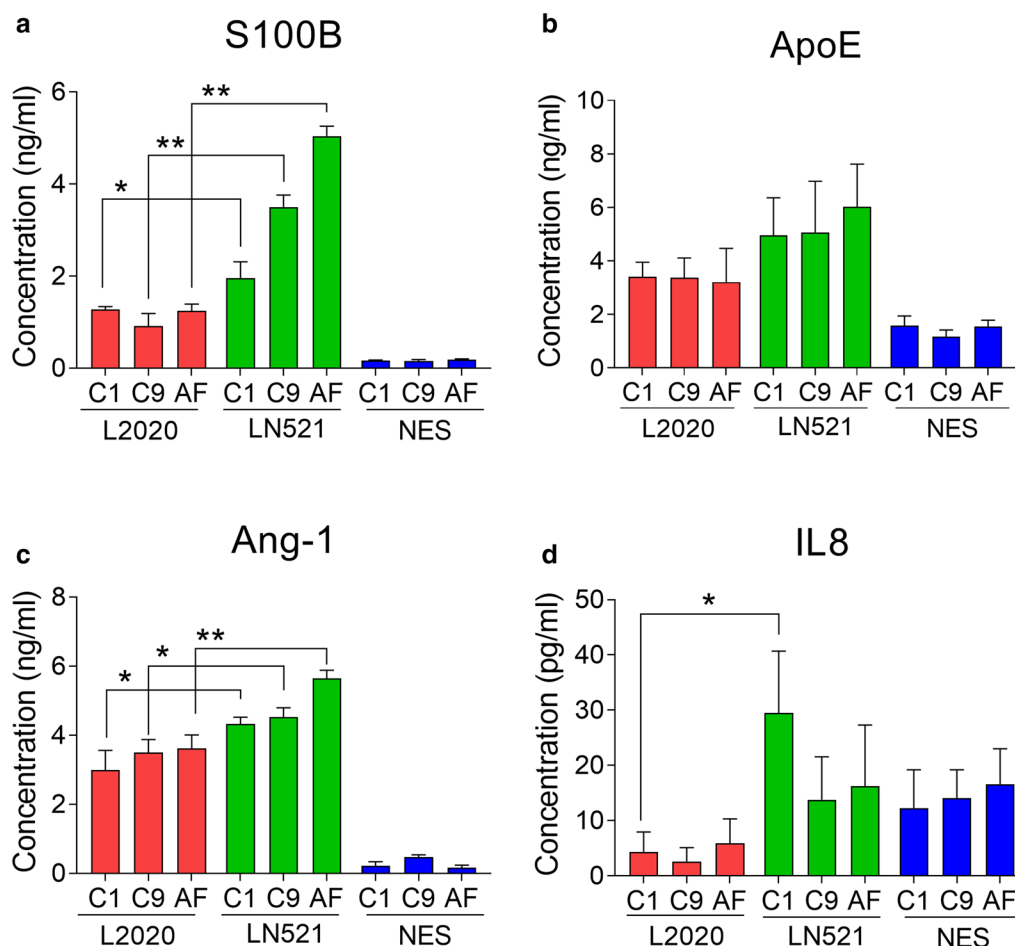 a
S100B
Concentration (ng/ml)
6
4
2
0
**
**
*
C1 C9 AF C1 C9 AF C1 C9 AF
L2020 LN521 NES
b
ApoE
Concentration (ng/ml)
10
8
6
4
2
0
C1 C9 AF C1 C9 AF C1 C9 AF
L2020 LN521 NES
c
Ang-1
Concentration (ng/ml)
8
6
4
2
0
**
*
*
C1 C9 AF C1 C9 AF C1 C9 AF
L2020 LN521 NES
d
IL8
Concentration (pg/ml)
50
40
30
20
10
0
*
C1 C9 AF C1 C9 AF C1 C9 AF
L2020 LN521 NES